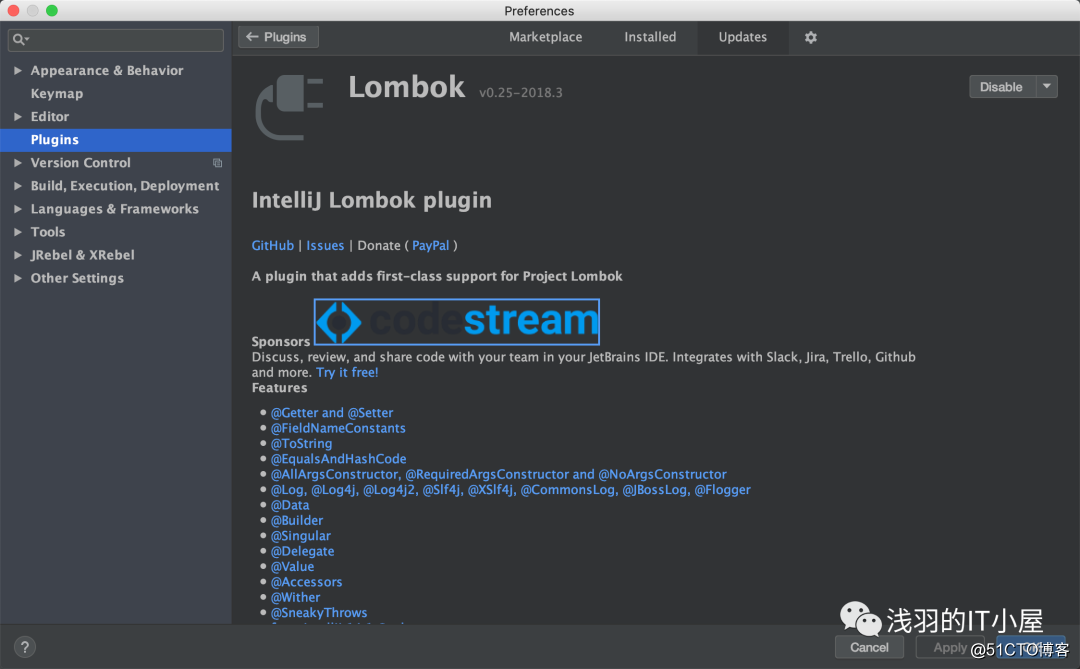 Preferences
Plugins
Marketplace
Installed
Updates
Appearance & Behavior
Keymap
Editor
Plugins
Version Control
Build, Execution, Deployment
Languages & Frameworks
Tools
JRebel & XRebel
Other Settings
Lombok v0.25-2018.3
Disable
IntelliJ Lombok plugin
GitHub | Issues | Donate ( PayPal )
A plugin that adds first-class support for Project Lombok
Sponsors codestream
Discuss, review, and share code with your team in your JetBrains IDE. Integrates with Slack, Jira, Trello, Github
and more. Try it free!
Features
@Getter and @Setter
@FieldNameConstants
@ToString
@EqualsAndHashCode
@AllArgsConstructor, @RequiredArgsConstructor and @NoArgsConstructor
@Log, @Log4j, @Log4j2, @Slf4j, @XSlf4j, @CommonsLog, @JBossLog, @Flogger
@Data
@Builder
@Singular
@Delegate
@Value
@Accessors
@Wither
@SneakyThrows
浅羽的IT小屋
?
Cancel
Apply
@51CTO博客